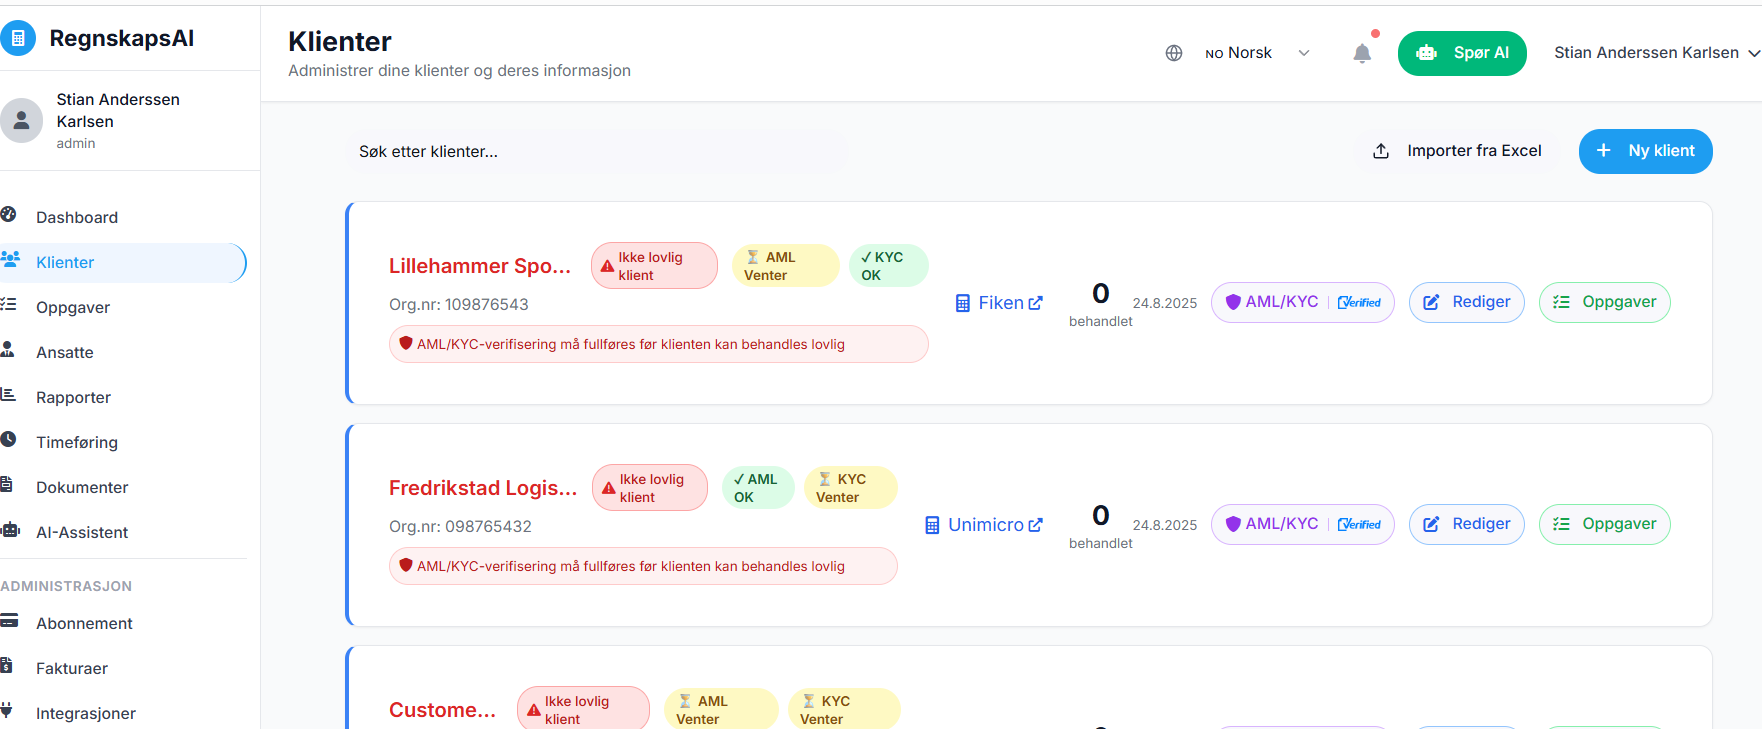 RegnskapsAI
Stian Anderssen
Karlsen
admin
Dashboard
Klienter
Oppgaver
Ansatte
Rapporter
Timeføring
Dokumenter
AI-Assistent
ADMINISTRASJON
Abonnement
Fakturaer
Integrasjoner
Klienter
Administrer dine klienter og deres informasjon
NO Norsk
Spør AI
Stian Anderssen Karlsen
Søk etter klienter...
Importer fra Excel
+ Ny klient
Lillehammer Spo...
Ikke lovlig
klient
⏳ AML
Venter
✓ KYC
OK
Org.nr: 109876543
AML/KYC-verifisering må fullføres før klienten kan behandles lovlig
Fiken
0
behandlet
24.8.2025
AML/KYC | Verified
Rediger
Oppgaver
Fredrikstad Logis...
Ikke lovlig
klient
✓ AML
OK
⏳ KYC
Venter
Org.nr: 098765432
AML/KYC-verifisering må fullføres før klienten kan behandles lovlig
Unimicro
0
behandlet
24.8.2025
AML/KYC | Verified
Rediger
Oppgaver
Custome...
Ikke lovlig
klient
⏳ AML
Venter
⏳ KYC
Venter